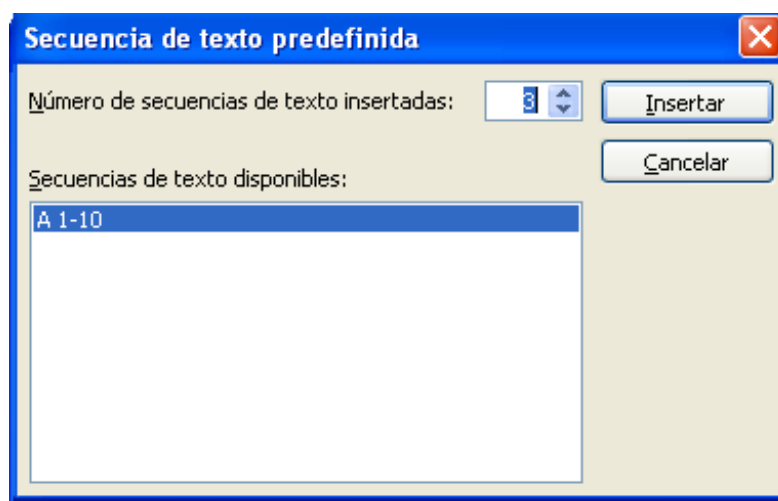 Secuencia de texto predefinida
Número de secuencias de texto insertadas: 3 Insertar
Cancelar
Secuencias de texto disponibles:
A 1-10